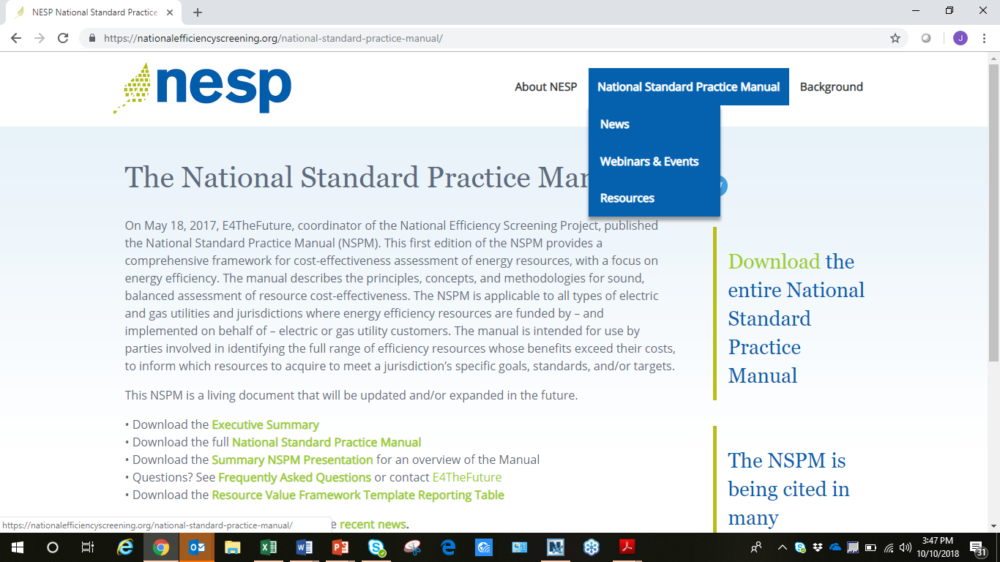 NESP National Standard Practice
https://nationalefficiencyscreening.org/national-standard-practice-manual/
J
nesp
About NESP
National Standard Practice Manual
Background
News
Webinars & Events
Resources
The National Standard Practice Man
On May 18, 2017, E4TheFuture, coordinator of the National Efficiency Screening Project, published
the National Standard Practice Manual (NSPM). This first edition of the NSPM provides a
comprehensive framework for cost-effectiveness assessment of energy resources, with a focus on
energy efficiency. The manual describes the principles, concepts, and methodologies for sound,
balanced assessment of resource cost-effectiveness. The NSPM is applicable to all types of electric
and gas utilities and jurisdictions where energy efficiency resources are funded by – and
implemented on behalf of – electric or gas utility customers. The manual is intended for use by
parties involved in identifying the full range of efficiency resources whose benefits exceed their costs,
to inform which resources to acquire to meet a jurisdiction’s specific goals, standards, and/or targets.
This NSPM is a living document that will be updated and/or expanded in the future.
• Download the Executive Summary
• Download the full National Standard Practice Manual
• Download the Summary NSPM Presentation for an overview of the Manual
• Questions? See Frequently Asked Questions or contact E4TheFuture
• Download the Resource Value Framework Template Reporting Table
e recent news.
Download the
entire National
Standard
Practice
Manual
The NSPM is
being cited in
many
https://nationalefficiencyscreening.org/national-standard-practice-manual/
3:47 PM
10/10/2018
31